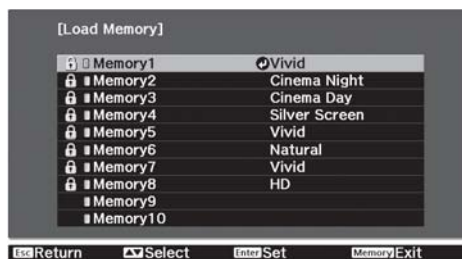 [Load Memory]
Memory1 Vivid
Memory2 Cinema Night
Memory3 Cinema Day
Memory4 Silver Screen
Memory5 Vivid
Memory6 Natural
Memory7 Vivid
Memory8 HD
Memory9
Memory10
Esc Return Select Enter Set Memory Exit